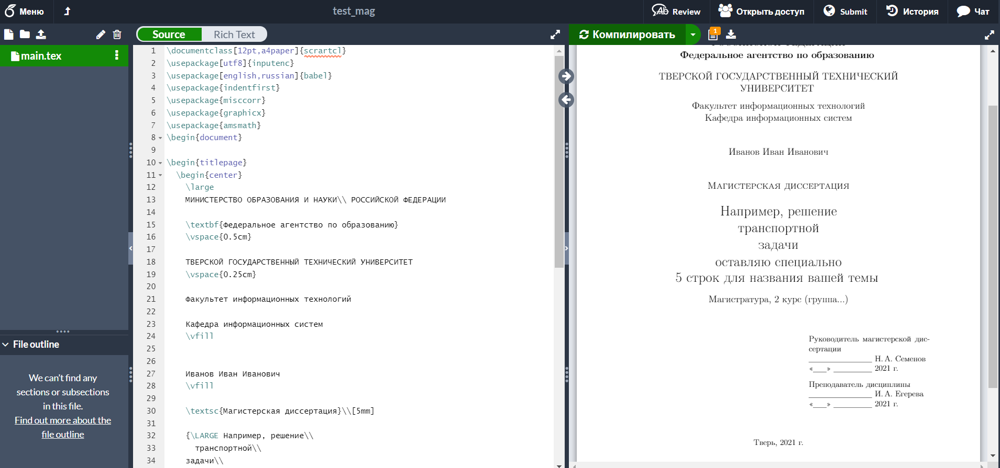 Меню
test_mag
Review
Открыть доступ
Submit
История
Чат
Source
Rich Text
Компилировать
1
main.tex
File outline
We can't find any
sections or subsections
in this file.
Find out more about the
file outline
1 \documentclass[12pt,a4paper]{scrartcl}
2 \usepackage[utf8]{inputenc}
3 \usepackage[english,russian]{babel}
4 \usepackage{indentfirst}
5 \usepackage{misccorr}
6 \usepackage{graphicx}
7 \usepackage{amsmath}
8 \begin{document}
9
10 \begin{titlepage}
11 \begin{center}
12 \large
13 МИНИСТЕРСТВО ОБРАЗОВАНИЯ И НАУКИ\\ РОССИЙСКОЙ ФЕДЕРАЦИИ
14
15 \textbf{Федеральное агентство по образованию}
16 \vspace{0.5cm}
17
18 ТВЕРСКОЙ ГОСУДАРСТВЕННЫЙ ТЕХНИЧЕСКИЙ УНИВЕРСИТЕТ
19 \vspace{0.25cm}
20
21 Факультет информационных технологий
22
23 Кафедра информационных систем
24 \vfill
25
26
27 Иванов Иван Иванович
28 \vfill
29
30 \textsc{Магистерская диссертация}\\[5mm]
31
32 {\LARGE Например, решение\\
33 транспортной\\
34 задачи\\
Федеральное агентство по образованию
ТВЕРСКОЙ ГОСУДАРСТВЕННЫЙ ТЕХНИЧЕСКИЙ
УНИВЕРСИТЕТ
Факультет информационных технологий
Кафедра информационных систем
Иванов Иван Иванович
Магистерская диссертация
Например, решение
транспортной
задачи
оставляю специально
5 строк для названия вашей темы
Магистратура, 2 курс (группа...)
Руководитель магистерской дис-
сертации
_____________ Н. А. Семенов
«___» ________ 2021 г.
Преподаватель дисциплины
_____________ И. А. Егерева
«___» ________ 2021 г.
Тверь, 2021 г.